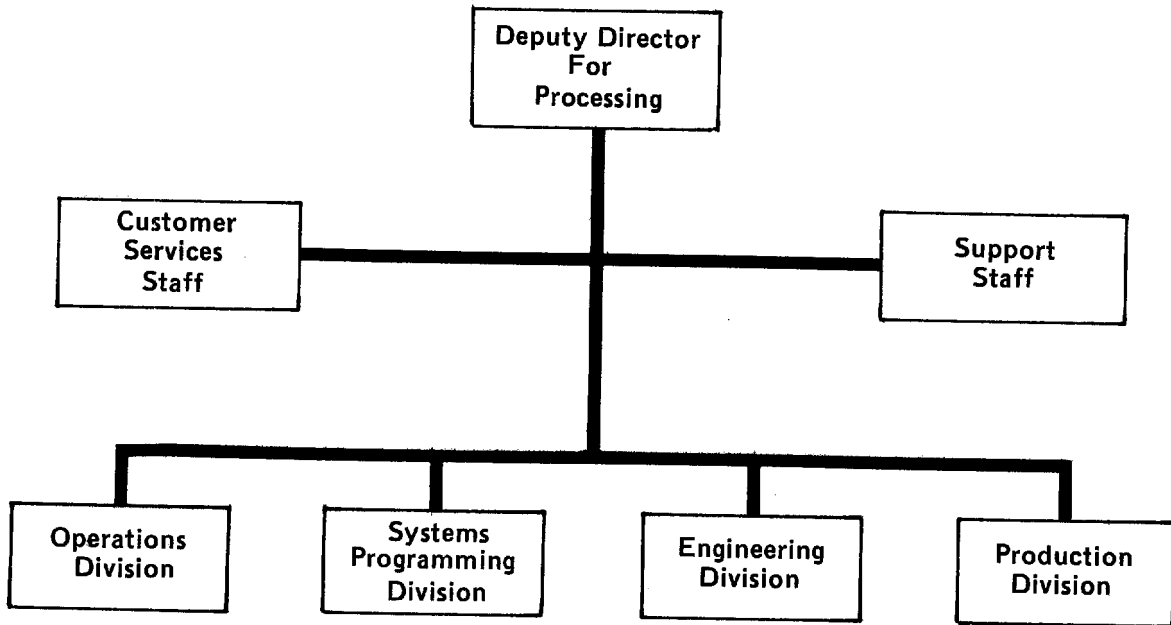 Deputy Director
For
Processing
Customer
Services
Staff
Support
Staff
Operations
Division
Systems
Programming
Division
Engineering
Division
Production
Division